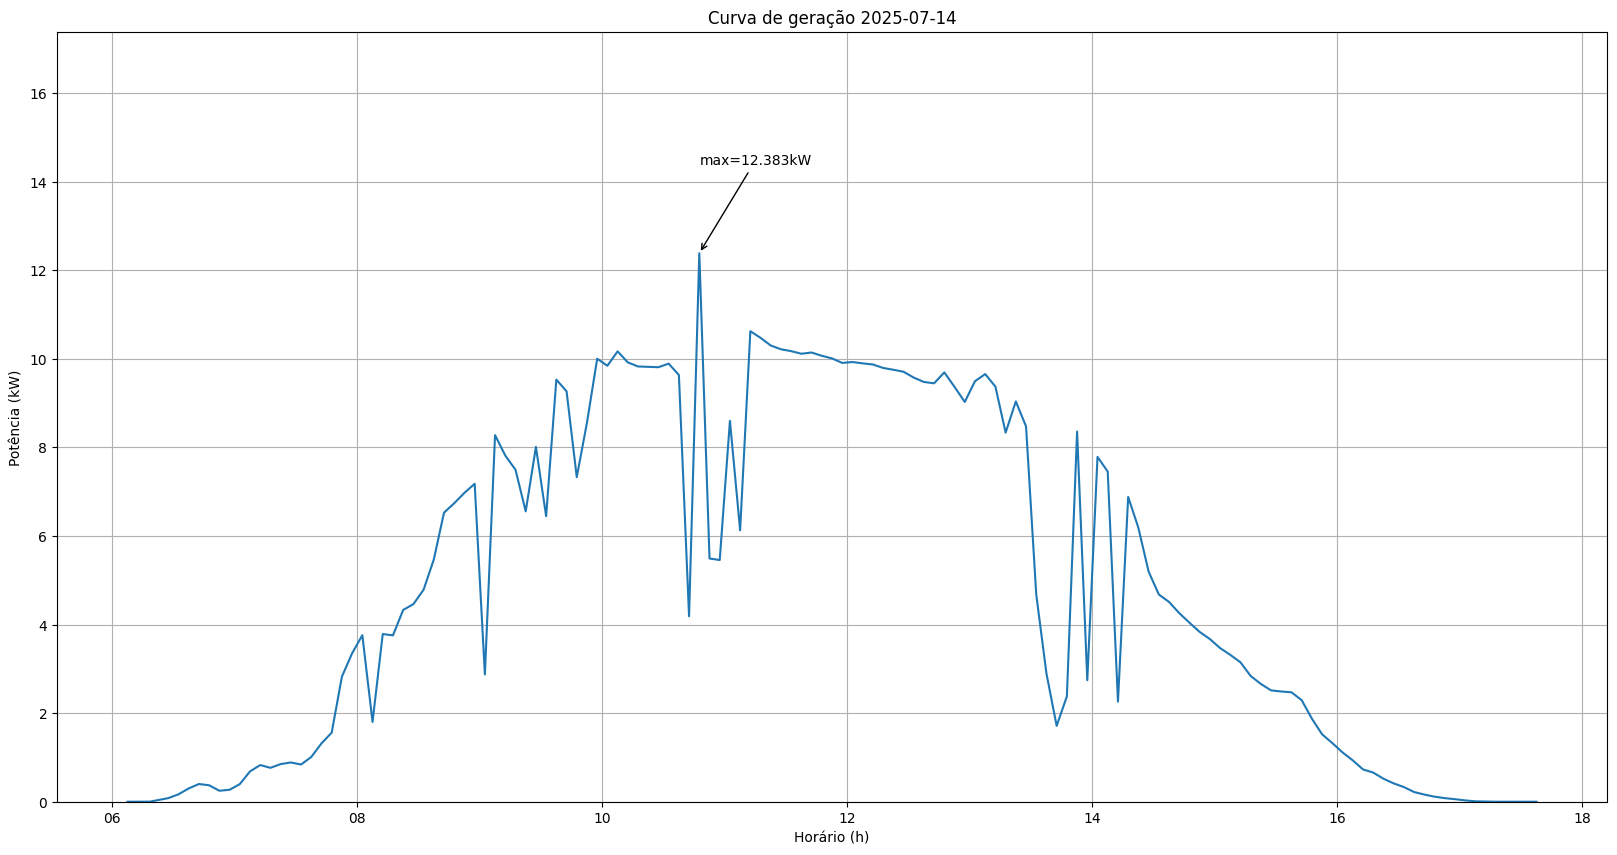 Curva de geração 2025-07-14
16
14
12
10
8
6
4
2
0
Potência (kW)
max=12.383kW
06 08 10 12 14 16 18
Horário (h)